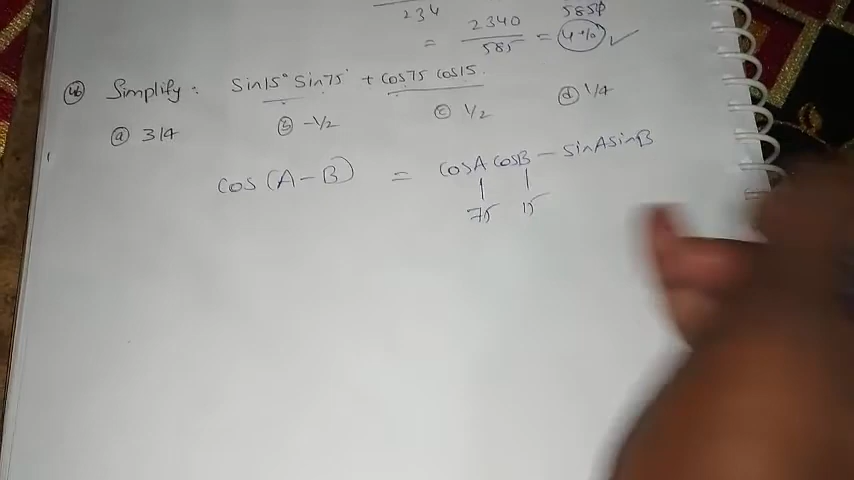 234
5850
= 2340/585 = 4%
46 Simplify: Sin15° Sin75° + Cos75 Cos15.
(a) 3/4 (b) -1/2 (c) 1/2 (d) 1/4
Cos (A - B) = CosA CosB - SinA SinB
75 15